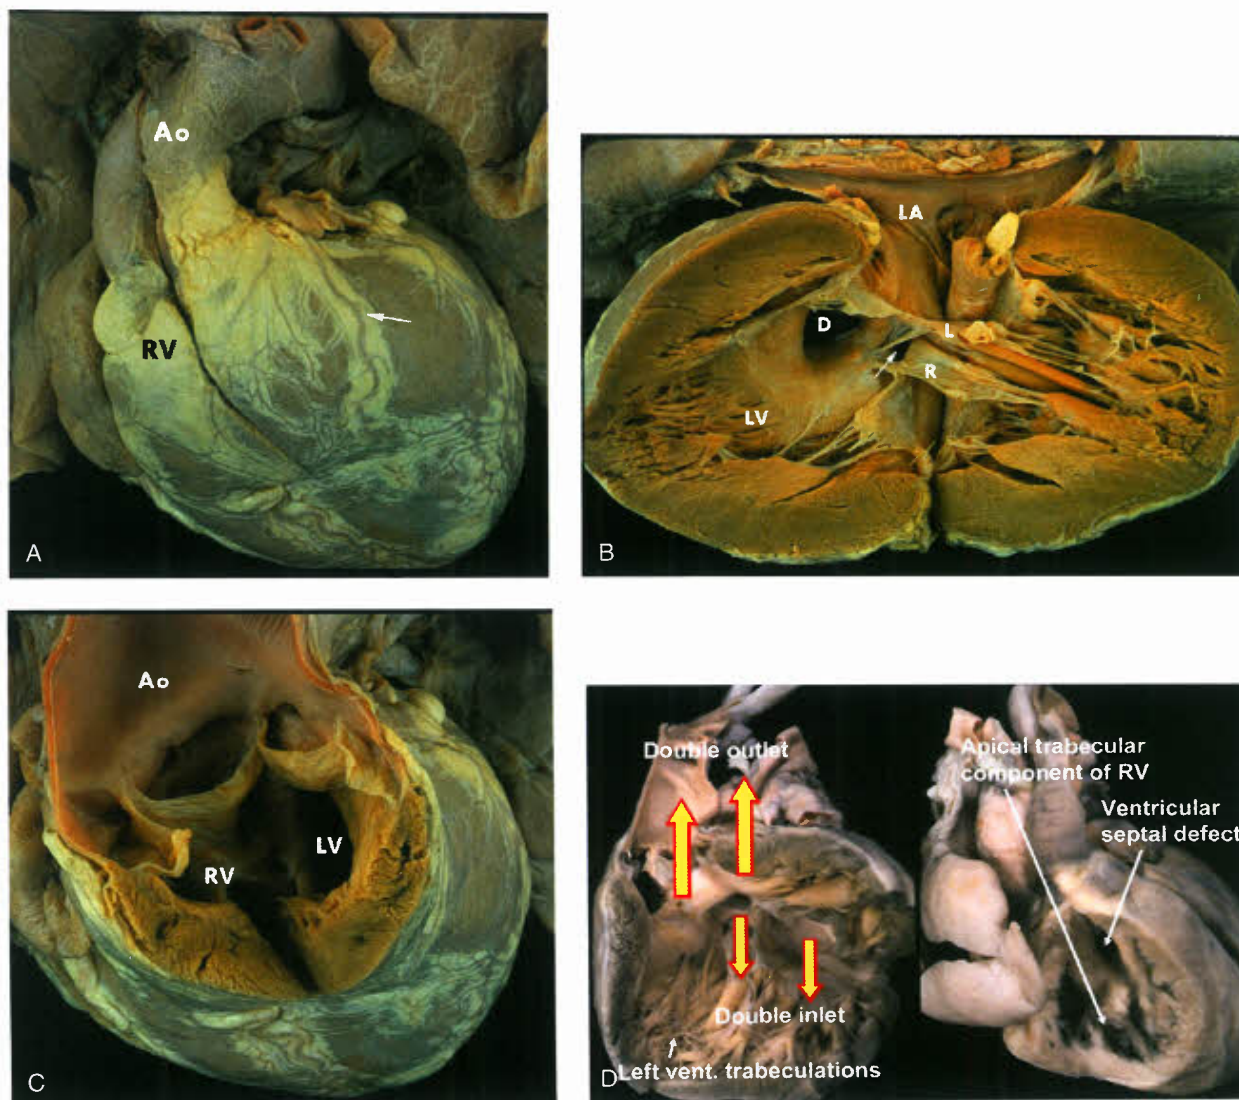 Ao
RV
A
LA
D
L
R
LV
B
Ao
LV
RV
C
Double outlet
Double inlet
Left vent. trabeculations
Apical trabecular
component of RV
Ventricular
septal defect
D